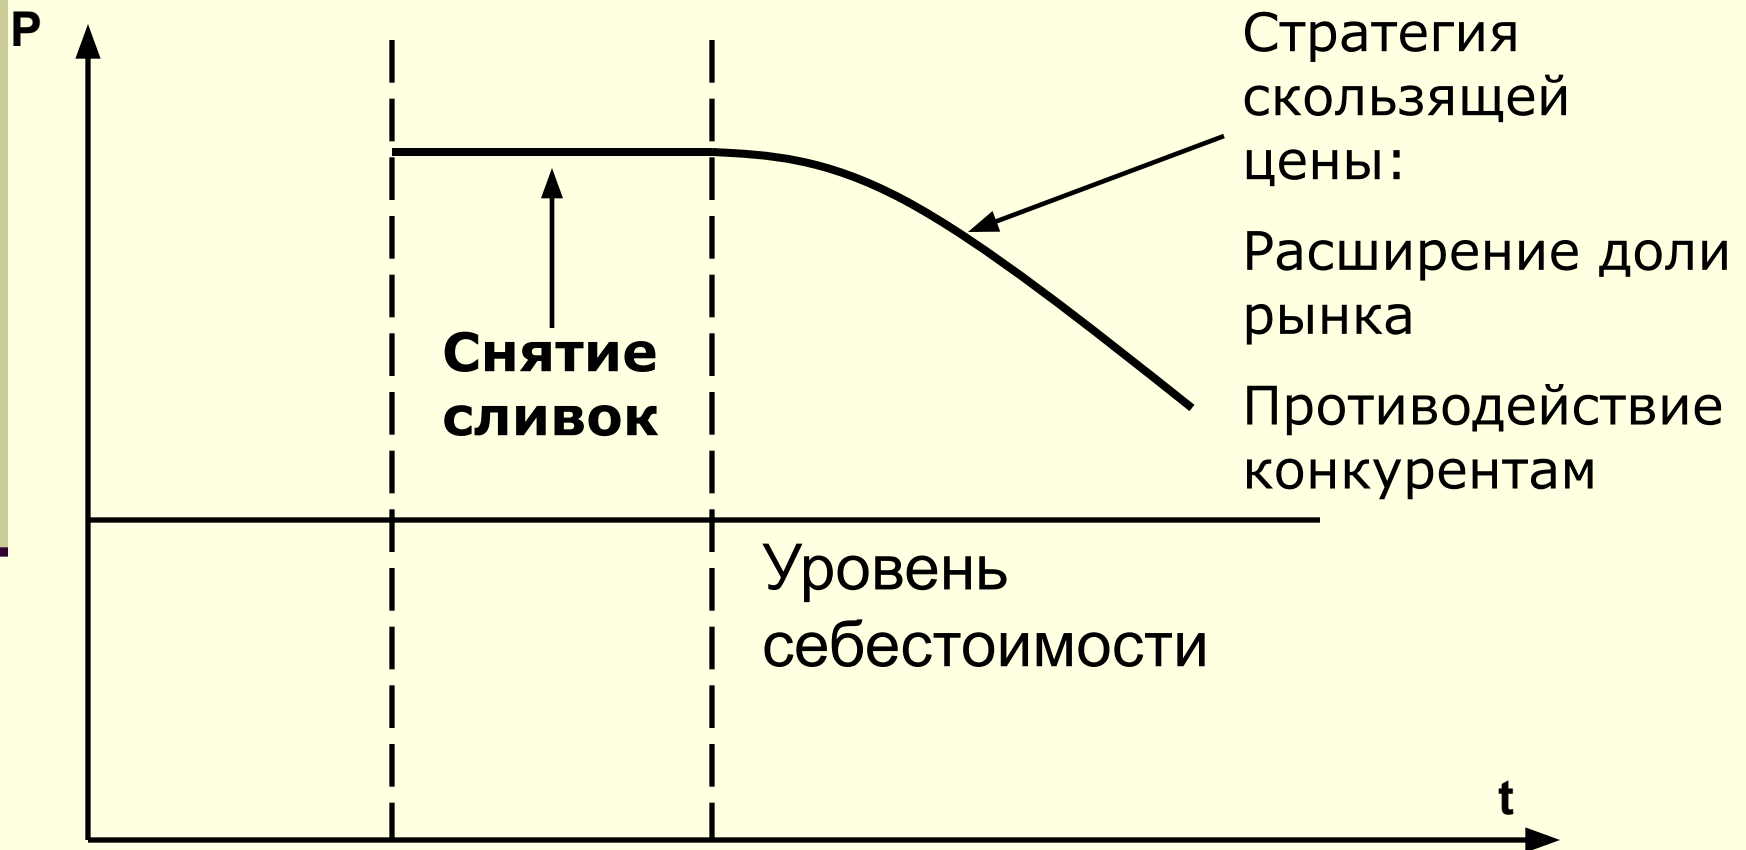 P
Стратегия
скользящей
цены:
Расширение доли
рынка
Снятие
сливок
Противодействие
конкурентам
Уровень
себестоимости
t